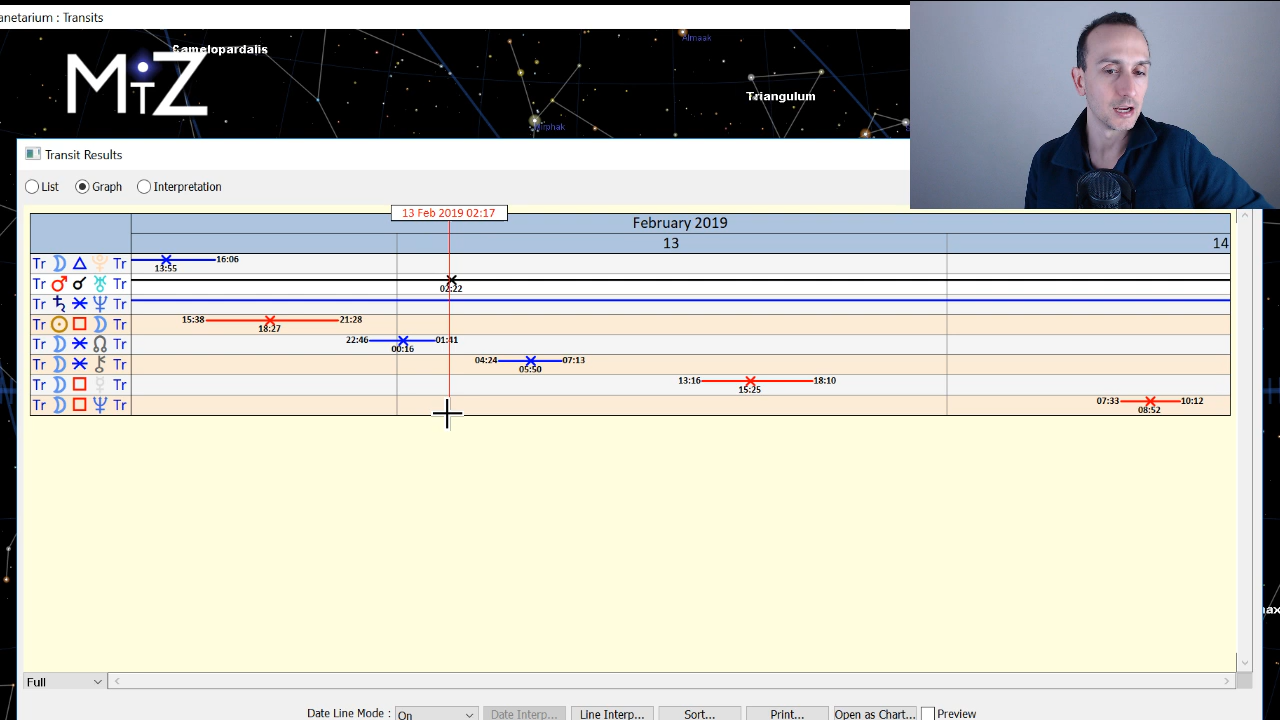 anetarium : Transits
Camelopardalis
Almaak
MTZ
Triangulum
Mirphak
Transit Results
List Graph Interpretation
13 Feb 2019 02:17
February 2019
13 14
Tr Tr 13:55 16:06
Tr Tr 02:22
Tr Tr
Tr Tr 15:38 18:27 21:28
Tr Tr 22:46 00:16 01:41
Tr Tr 04:24 05:50 07:13
Tr Tr 13:16 15:25 18:10
Tr Tr 07:33 08:52 10:12
max
Full
Date Line Mode : On Date Interp... Line Interp... Sort... Print... Open as Chart... Preview